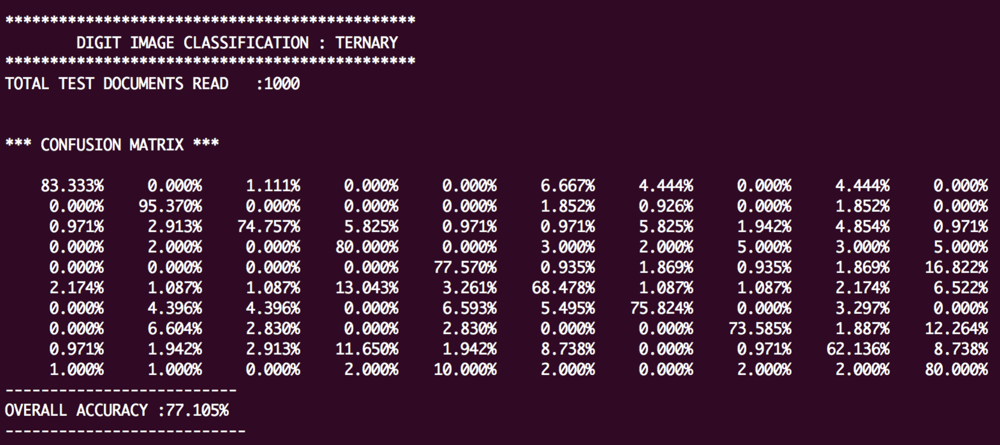 **********************************************
DIGIT IMAGE CLASSIFICATION : TERNARY
**********************************************
TOTAL TEST DOCUMENTS READ :1000
*** CONFUSION MATRIX ***
83.333% 0.000% 1.111% 0.000% 0.000% 6.667% 4.444% 0.000% 4.444% 0.000%
0.000% 95.370% 0.000% 0.000% 0.000% 1.852% 0.926% 0.000% 1.852% 0.000%
0.971% 2.913% 74.757% 5.825% 0.971% 0.971% 5.825% 1.942% 4.854% 0.971%
0.000% 2.000% 0.000% 80.000% 0.000% 3.000% 2.000% 5.000% 3.000% 5.000%
0.000% 0.000% 0.000% 0.000% 77.570% 0.935% 1.869% 0.935% 1.869% 16.822%
2.174% 1.087% 1.087% 13.043% 3.261% 68.478% 1.087% 1.087% 2.174% 6.522%
0.000% 4.396% 4.396% 0.000% 6.593% 5.495% 75.824% 0.000% 3.297% 0.000%
0.000% 6.604% 2.830% 0.000% 2.830% 0.000% 0.000% 73.585% 1.887% 12.264%
0.971% 1.942% 2.913% 11.650% 1.942% 8.738% 0.000% 0.971% 62.136% 8.738%
1.000% 1.000% 0.000% 2.000% 10.000% 2.000% 0.000% 2.000% 2.000% 80.000%
--------------------------
OVERALL ACCURACY :77.105%
---------------------------